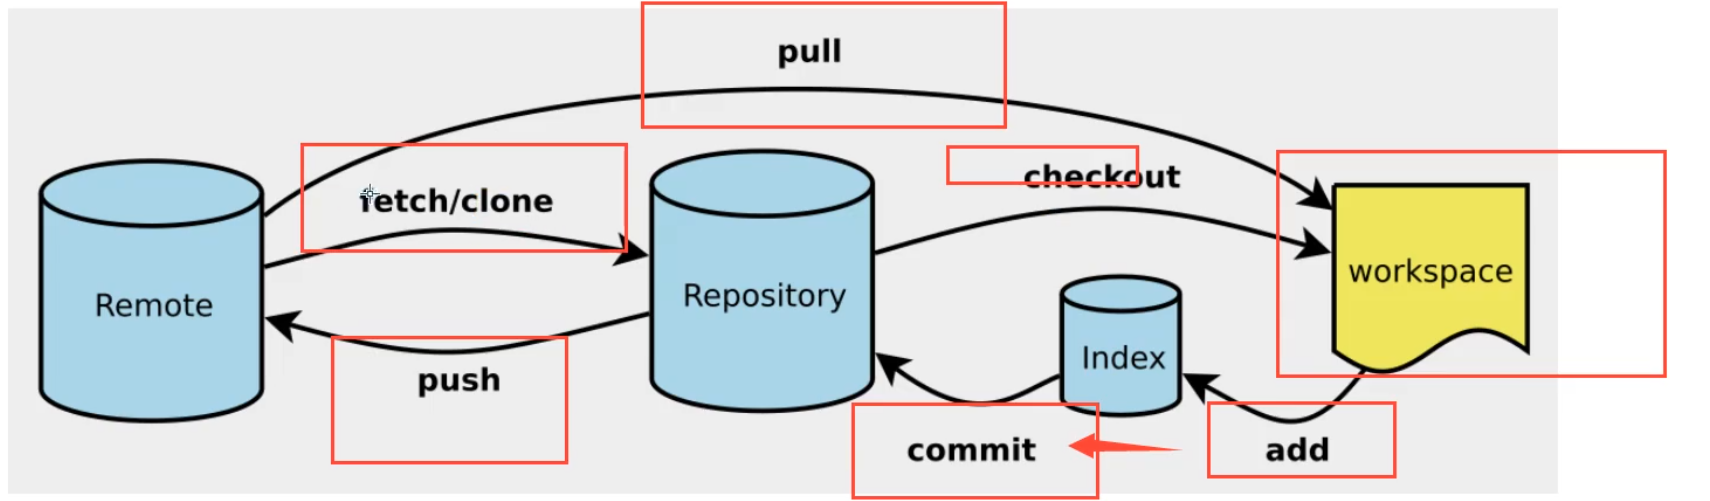 pull
checkout
fetch/clone
workspace
Remote
Repository
Index
push
commit
add